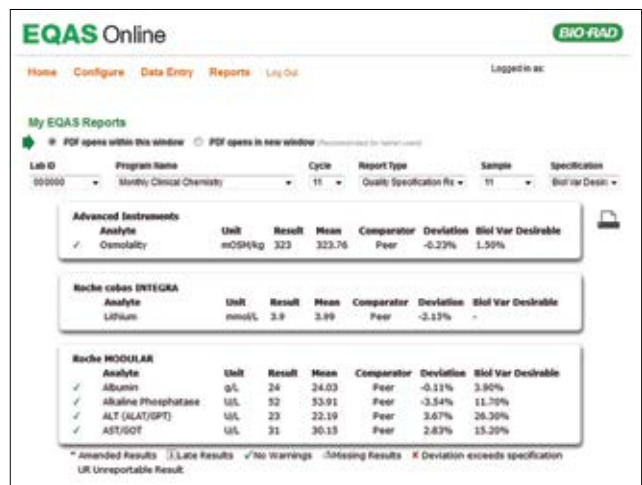 EQAS Online
BIO-RAD
Home Configure Data Entry Reports Log Out
Logged in as:
My EQAS Reports
PDF opens within this window PDF opens in new window
Lab ID Program Name Cycle Report Type Sample Specification
000000 Monthly Clinical Chemistry 11 Quality Specification Re 11 Biol Var Desir:
Advanced Instruments
Analyte Unit Result Mean Comparator Deviation Biol Var Desirable
✓ Osmolality mOSH/kg 323 323.76 Peer -0.23% 1.50%
Roche cobas INTEGRA
Analyte Unit Result Mean Comparator Deviation Biol Var Desirable
Lithium mmol/L 3.9 3.99 Peer -2.13% -
Roche MODULAR
Analyte Unit Result Mean Comparator Deviation Biol Var Desirable
✓ Albumin g/L 24 24.03 Peer -0.11% 3.90%
✓ Alkaline Phosphatase U/L 52 53.91 Peer -3.54% 11.70%
✓ ALT (ALAT/GPT) U/L 23 22.19 Peer 3.67% 26.30%
✓ AST/GOT U/L 31 30.15 Peer 2.83% 15.20%
* Amended Results Late Results ✓No Warnings Missing Results ✗ Deviation exceeds specification
UR Unreportable Result